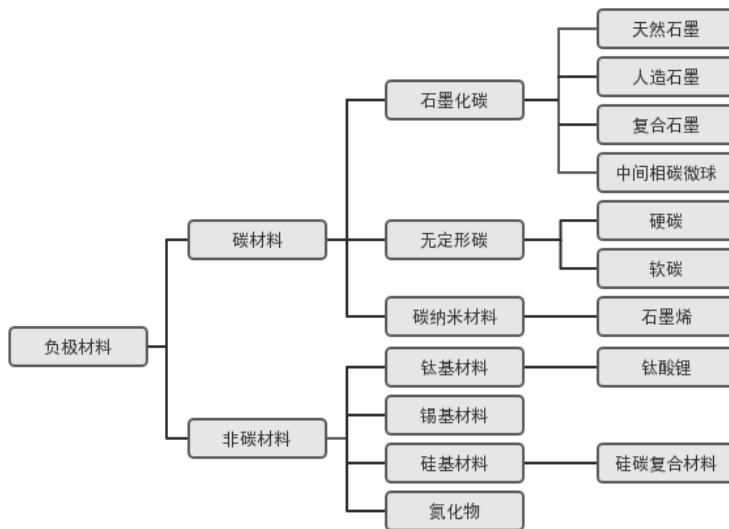 负极材料
碳材料
石墨化碳
天然石墨
人造石墨
复合石墨
中间相碳微球
无定形碳
硬碳
软碳
碳纳米材料
石墨烯
非碳材料
钛基材料
钛酸锂
锡基材料
硅基材料
硅碳复合材料
氮化物